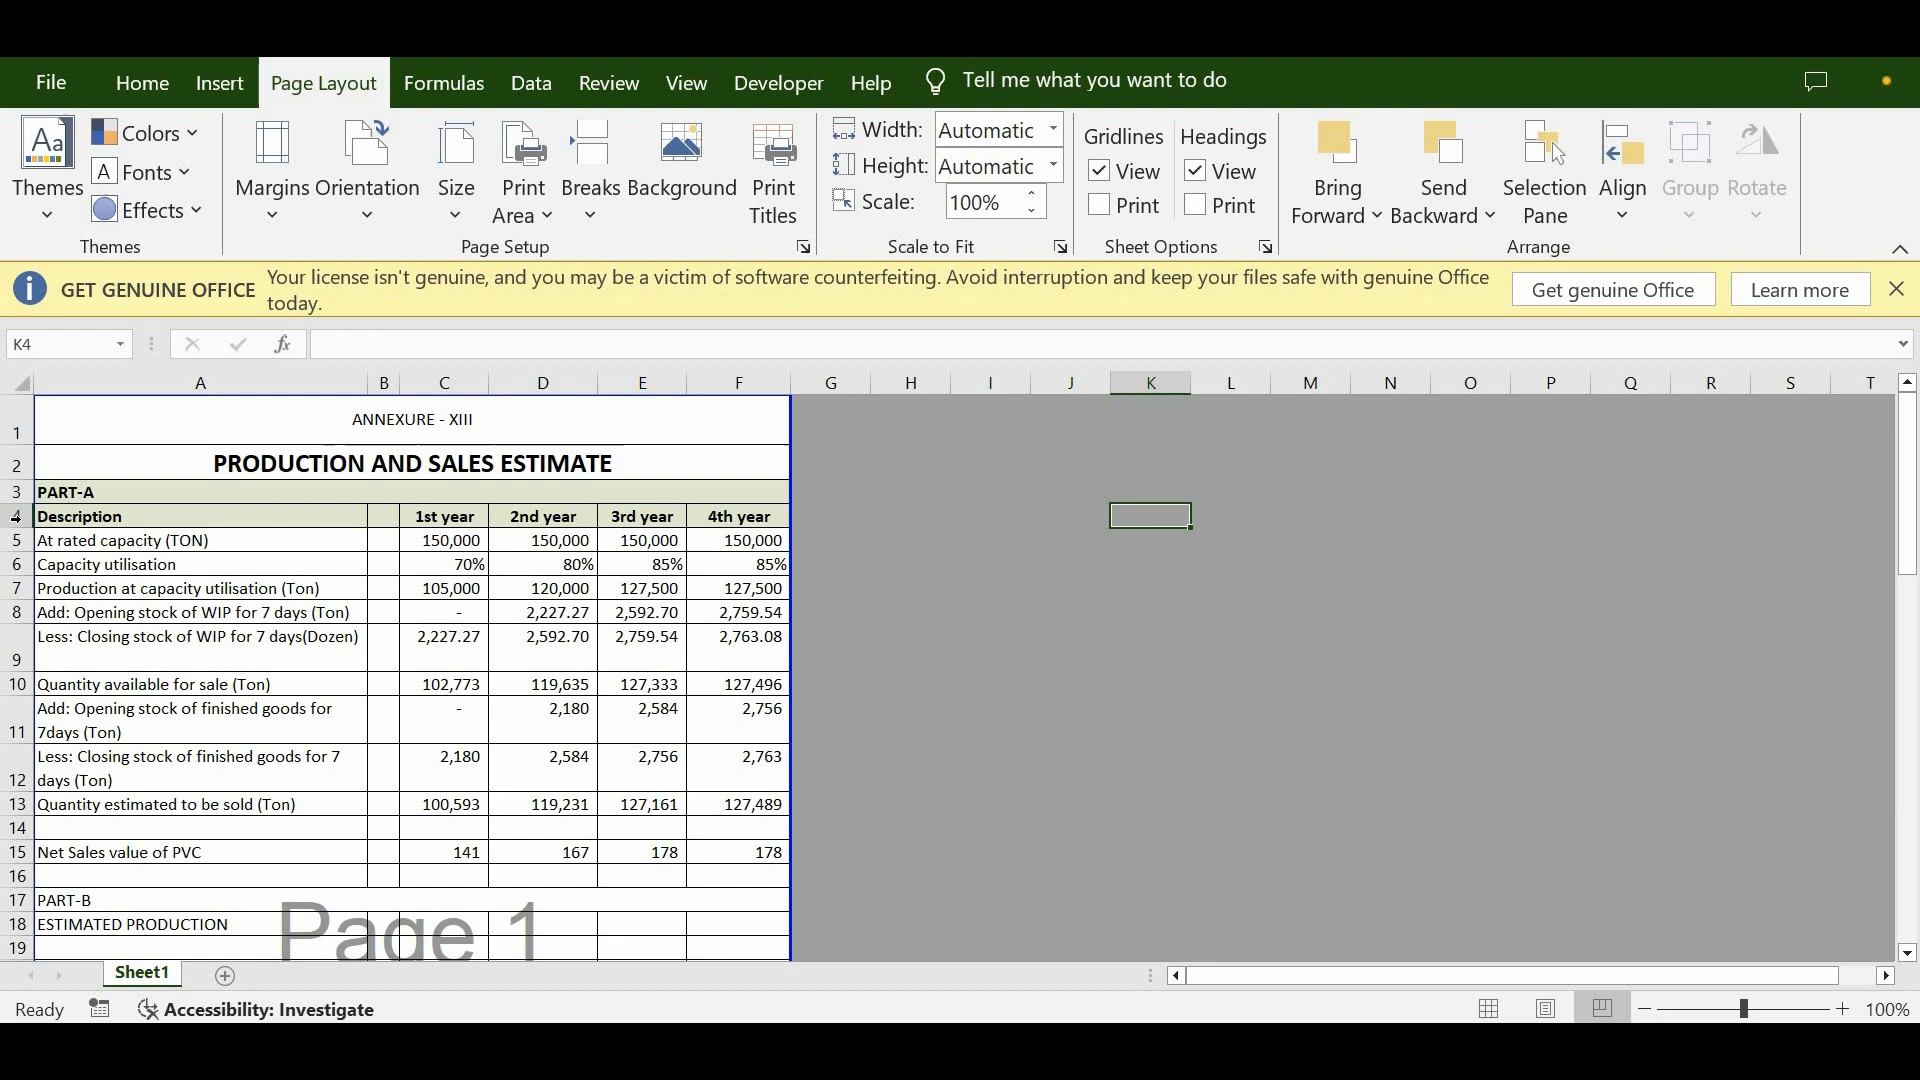 File Home Insert Page Layout Formulas Data Review View Developer Help Tell me what you want to do
Themes Colors Fonts Effects Themes
Margins Orientation Size Print Area Breaks Background Print Titles Page Setup
Width: Automatic
Height: Automatic
Scale: 100%
Scale to Fit
Gridlines View Print
Headings View Print
Sheet Options
Bring Forward Send Backward Selection Pane Align Group Rotate Arrange
GET GENUINE OFFICE Your license isn't genuine, and you may be a victim of software counterfeiting. Avoid interruption and keep your files safe with genuine Office
today.
Get genuine Office Learn more
K4 fx
A B C D E F G H I J K L M N O P Q R S T
1 ANNEXURE - XIII
2 PRODUCTION AND SALES ESTIMATE
3 PART-A
4 Description 1st year 2nd year 3rd year 4th year
5 At rated capacity (TON) 150,000 150,000 150,000 150,000
6 Capacity utilisation 70% 80% 85% 85%
7 Production at capacity utilisation (Ton) 105,000 120,000 127,500 127,500
8 Add: Opening stock of WIP for 7 days (Ton) - 2,227.27 2,592.70 2,759.54
9 Less: Closing stock of WIP for 7 days(Dozen) 2,227.27 2,592.70 2,759.54 2,763.08
10 Quantity available for sale (Ton) 102,773 119,635 127,333 127,496
Add: Opening stock of finished goods for - 2,180 2,584 2,756
11 7days (Ton)
Less: Closing stock of finished goods for 7 2,180 2,584 2,756 2,763
12 days (Ton)
13 Quantity estimated to be sold (Ton) 100,593 119,231 127,161 127,489
14
15 Net Sales value of PVC 141 167 178 178
16
17 PART-B
18 ESTIMATED PRODUCTION
19
Page 1
Sheet1
Ready Accessibility: Investigate 100%